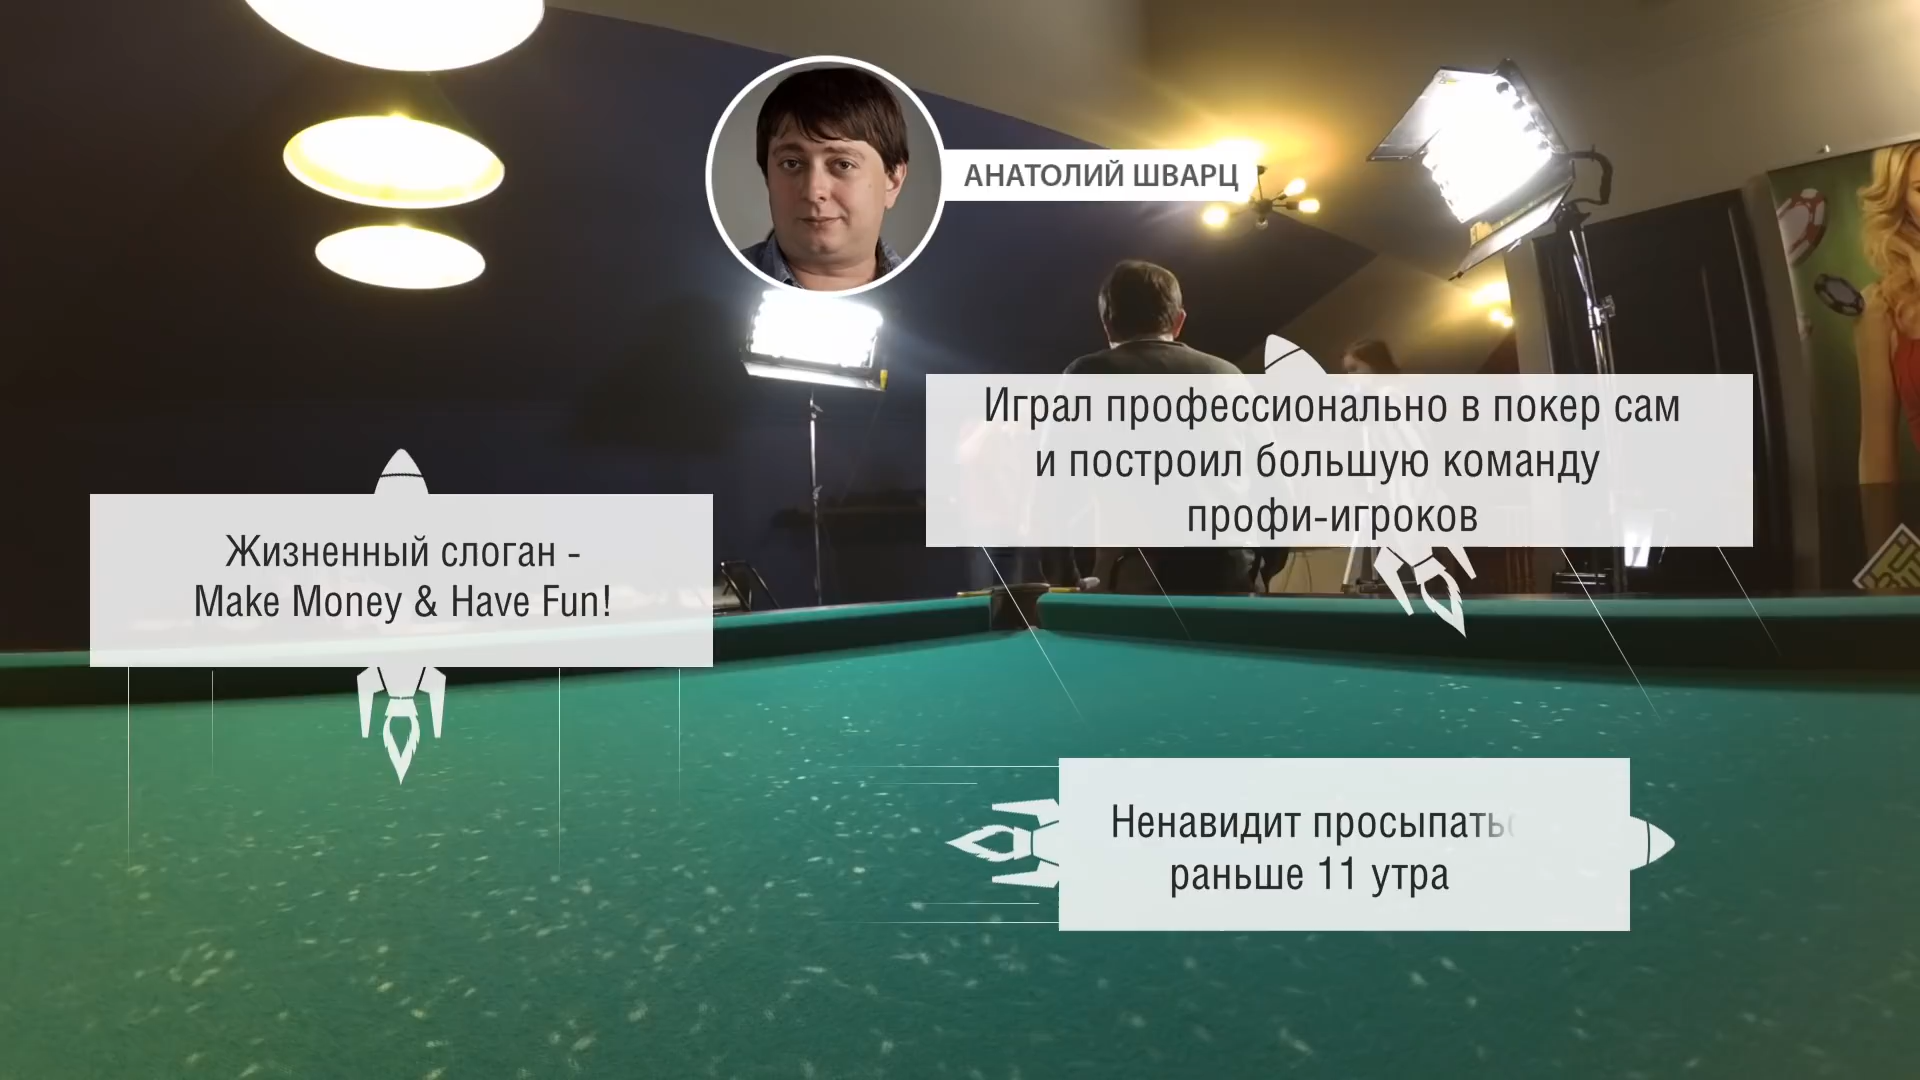 АНАТОЛИЙ ШВАРЦ
Играл профессионально в покер сам
и построил большую команду
профи-игроков
Жизненный слоган -
Make Money & Have Fun!
Ненавидит просыпатьс
раньше 11 утра